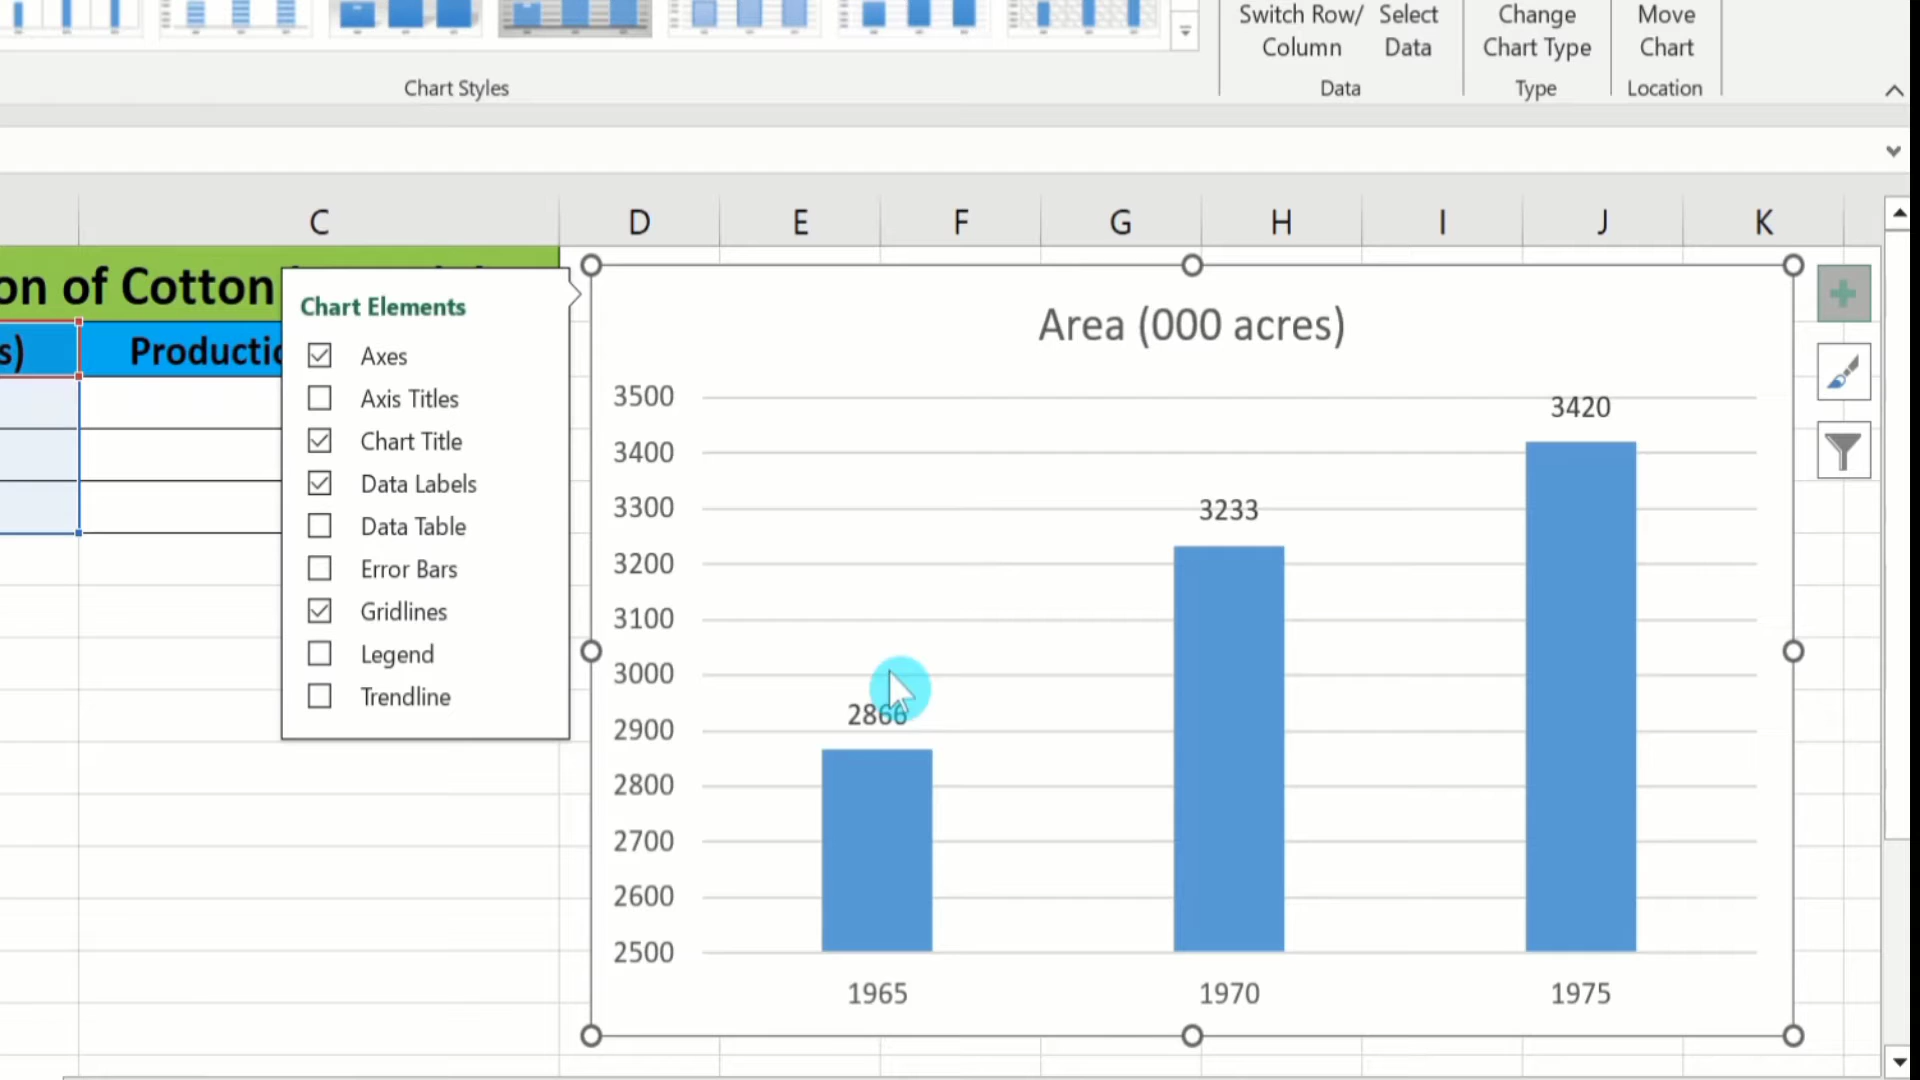 Switch Row/
Column
Select
Data
Change
Chart Type
Move
Chart
Chart Styles
Data
Type
Location
C
D
E
F
G
H
I
J
K
on of Cotton
s)
Productio
Chart Elements
Axes
Axis Titles
Chart Title
Data Labels
Data Table
Error Bars
Gridlines
Legend
Trendline
Area (000 acres)
3500
3400
3300
3200
3100
3000
2900
2800
2700
2600
2500
2866
3233
3420
1965
1970
1975